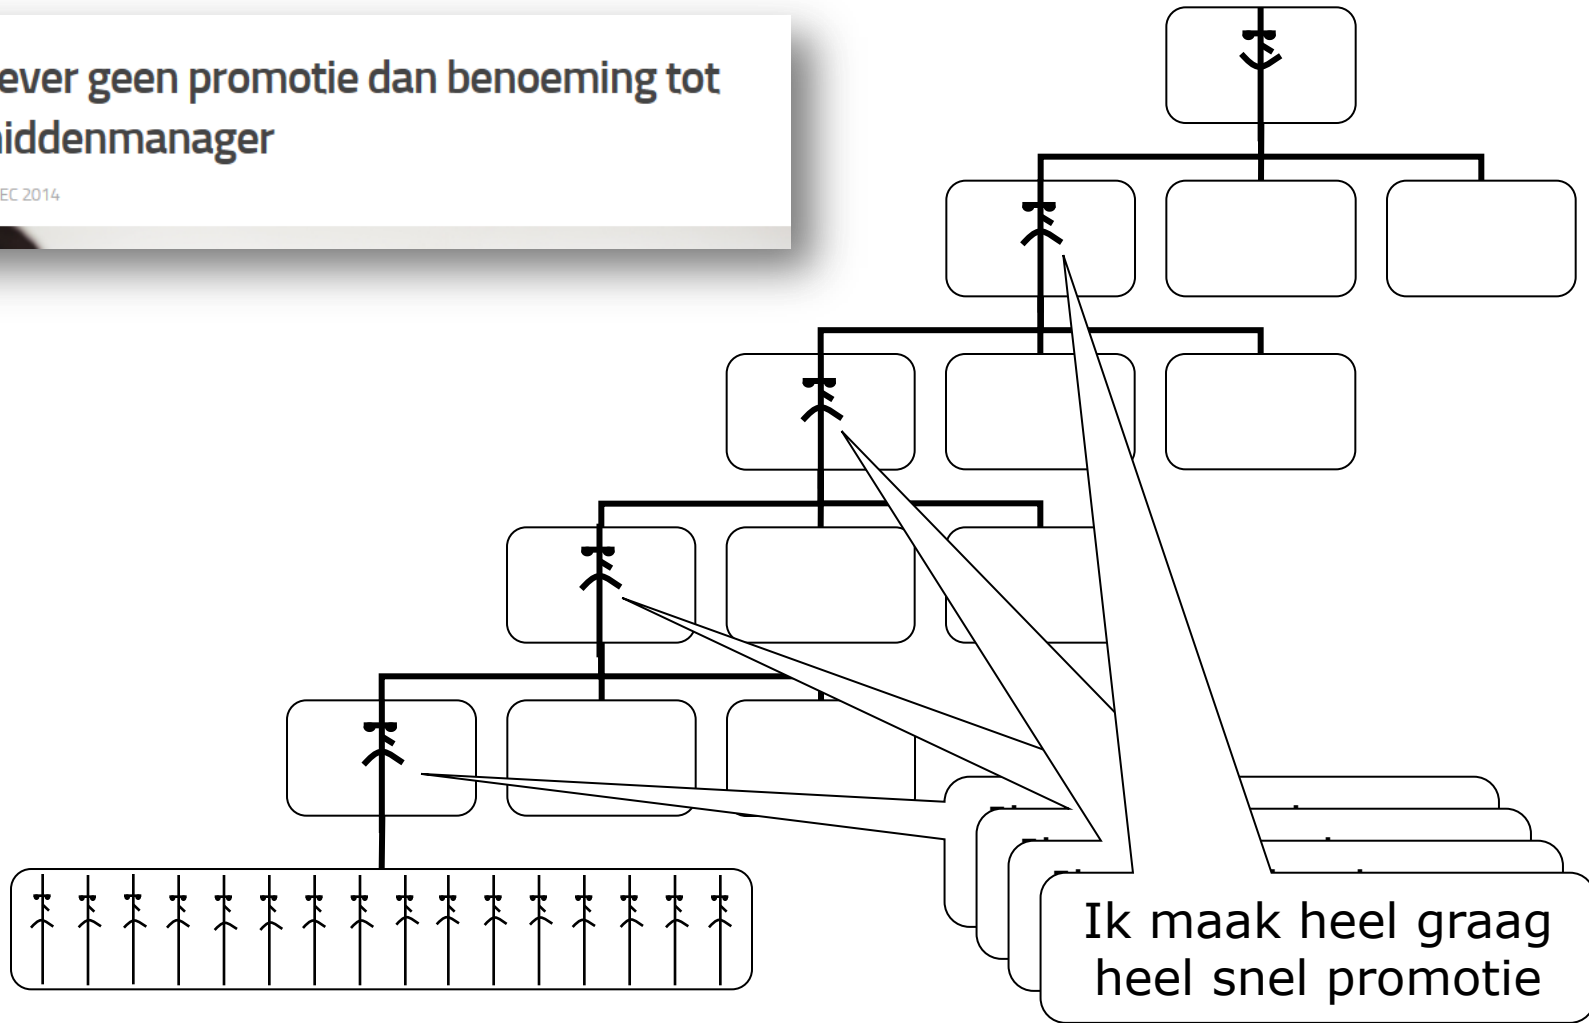 ever geen promotie dan benoeming tot
iddenmanager
EC 2014
Ik maak heel graag
heel snel promotie